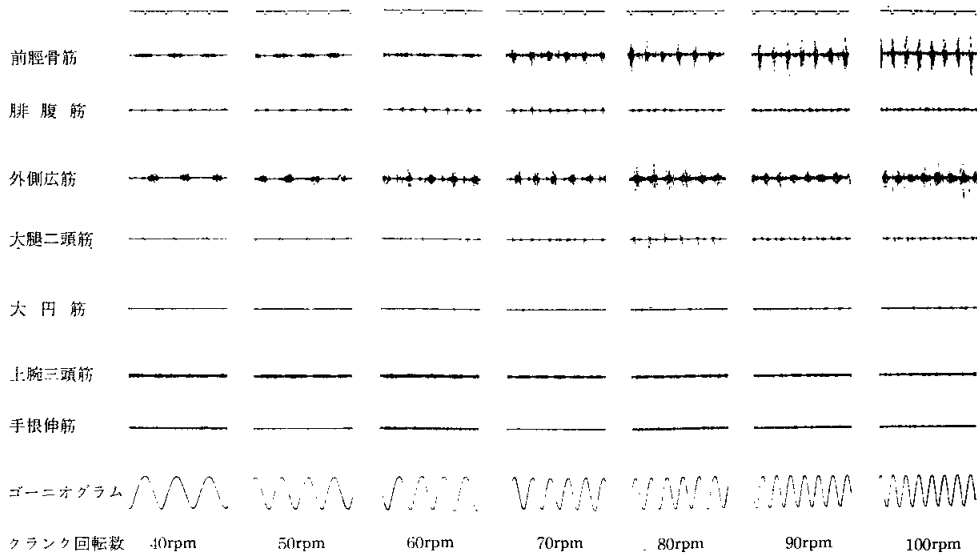 前脛骨筋
腓腹筋
外側広筋
大腿二頭筋
大円筋
上腕三頭筋
手根伸筋
ゴーニオグラム
クランク回転数 40rpm 50rpm 60rpm 70rpm 80rpm 90rpm 100rpm